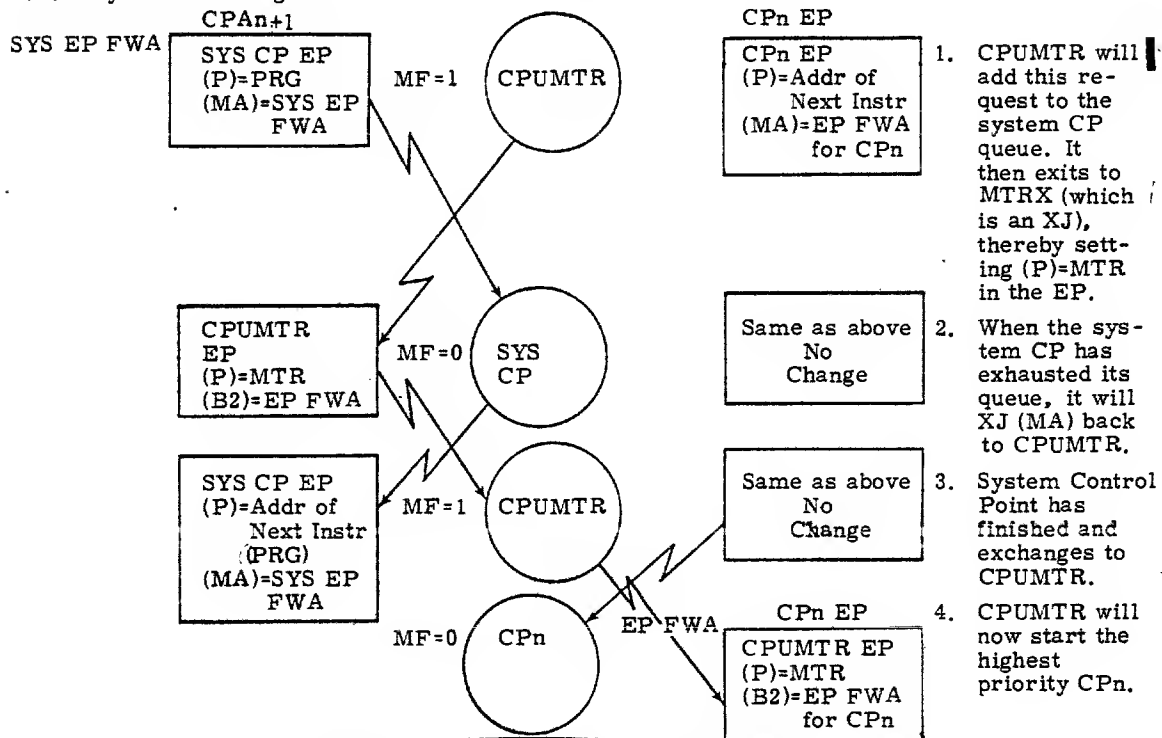 CPAn+1
SYS EP FWA
SYS CP EP
(P)=PRG
(MA)=SYS EP
FWA
MF=1
CPUMTR
CPn EP
CPn EP
(P)=Addr of
Next Instr
(MA)=EP FWA
for CPn
1. CPUMTR will
add this re-
quest to the
system CP
queue. It
then exits to
MTRX (which
is an XJ),
thereby sett-
ing (P)=MTR
in the EP.
CPUMTR
EP
(P)=MTR
(B2)=EP FWA
MF=0
SYS
CP
Same as above
No
Change
2. When the sys-
tem CP has
exhausted its
queue, it will
XJ (MA) back
to CPUMTR.
SYS CP EP
(P)=Addr of
Next Instr
(PRG)
(MA)=SYS EP
FWA
MF=1
CPUMTR
Same as above
No
Change
3. System Control
Point has
finished and
exchanges to
CPUMTR.
MF=0
CPn
EP FWA
CPn EP
CPUMTR EP
(P)=MTR
(B2)=EP FWA
for CPn
4. CPUMTR will
now start the
highest
priority CPn.